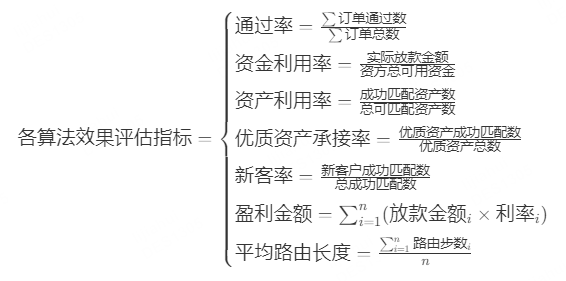 各算法效果评估指标 = {
通过率 = ∑订单通过数 / ∑订单总数
资金利用率 = 实际放款金额 / 资方总可用资金
资产利用率 = 成功匹配资产数 / 总可匹配资产数
优质资产承接率 = 优质资产成功匹配数 / 优质资产总数
新客率 = 新客户成功匹配数 / 总成功匹配数
盈利金额 = ∑_{i=1}^{n}(放款金额_i × 利率_i)
平均路由长度 = ∑_{i=1}^{n} 路由步数_i / n